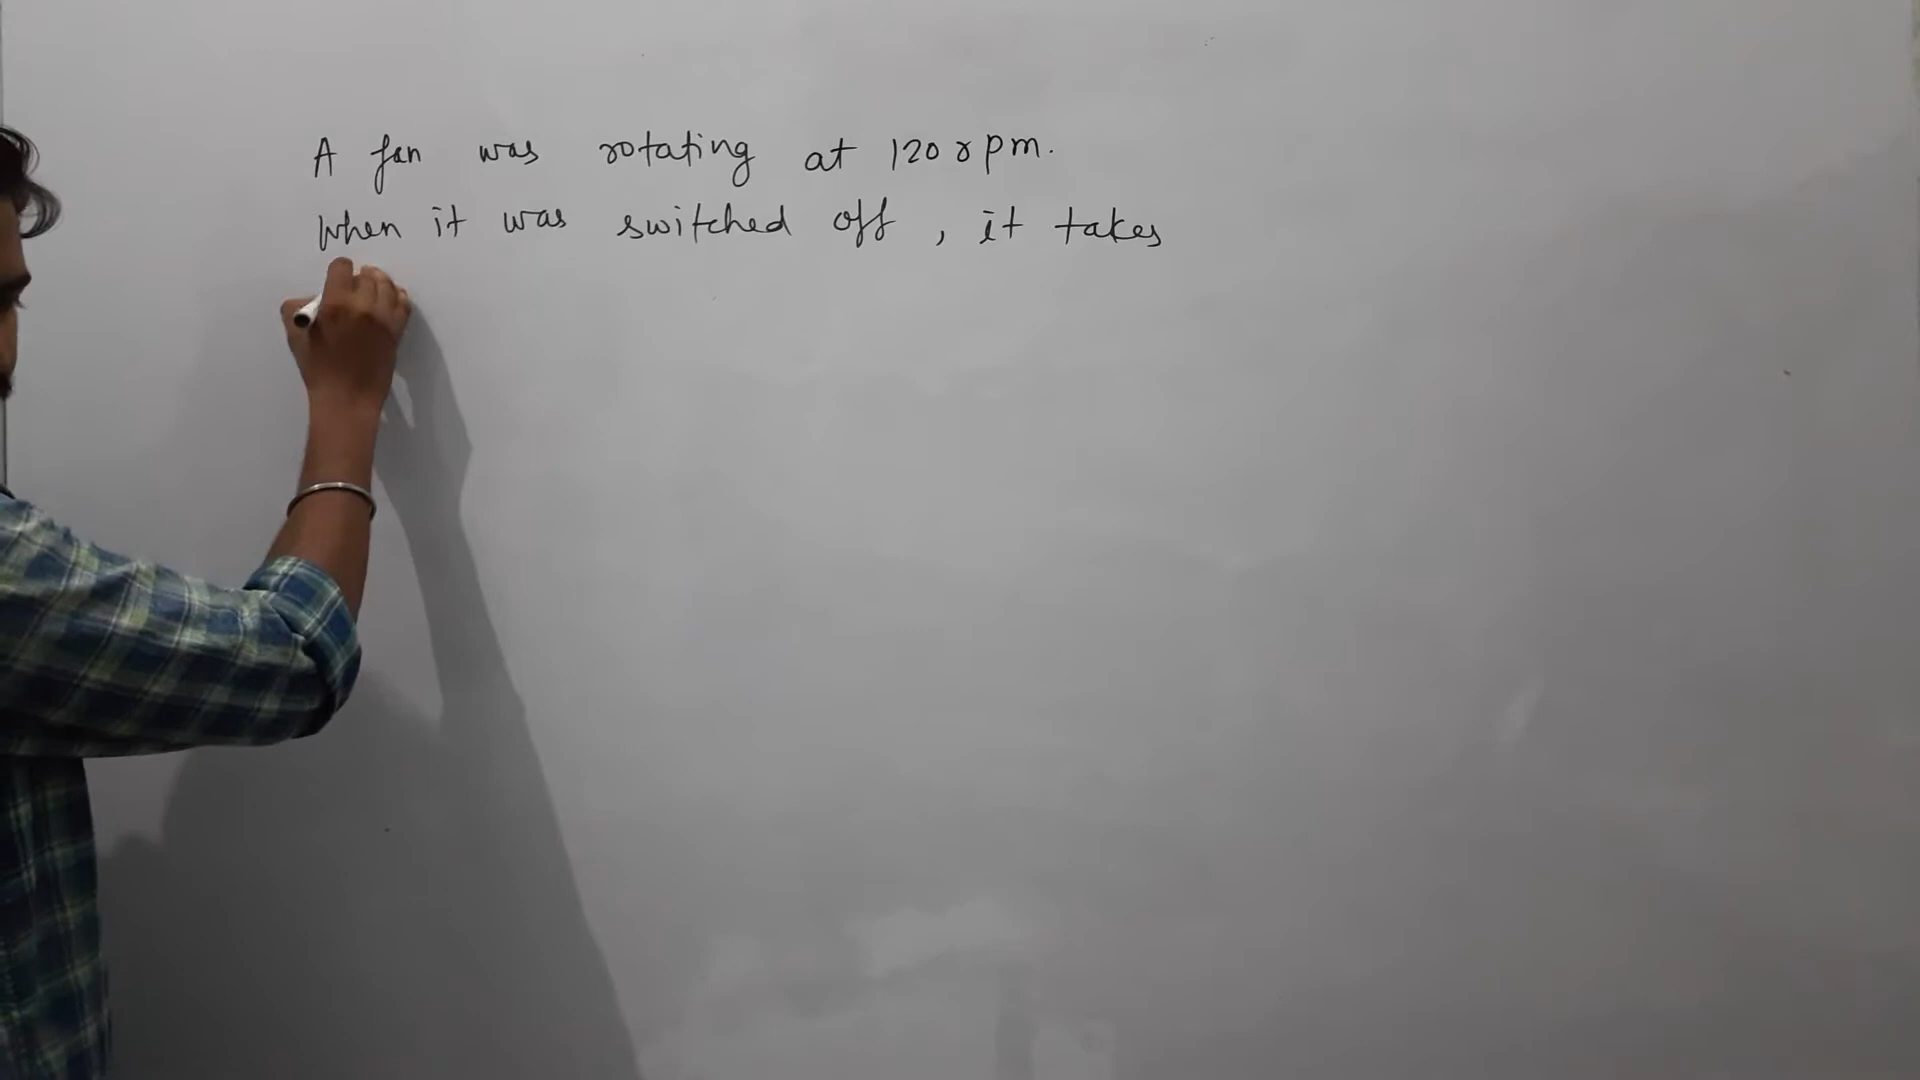 A fan was rotating at 120 rpm.
When it was switched off, it takes